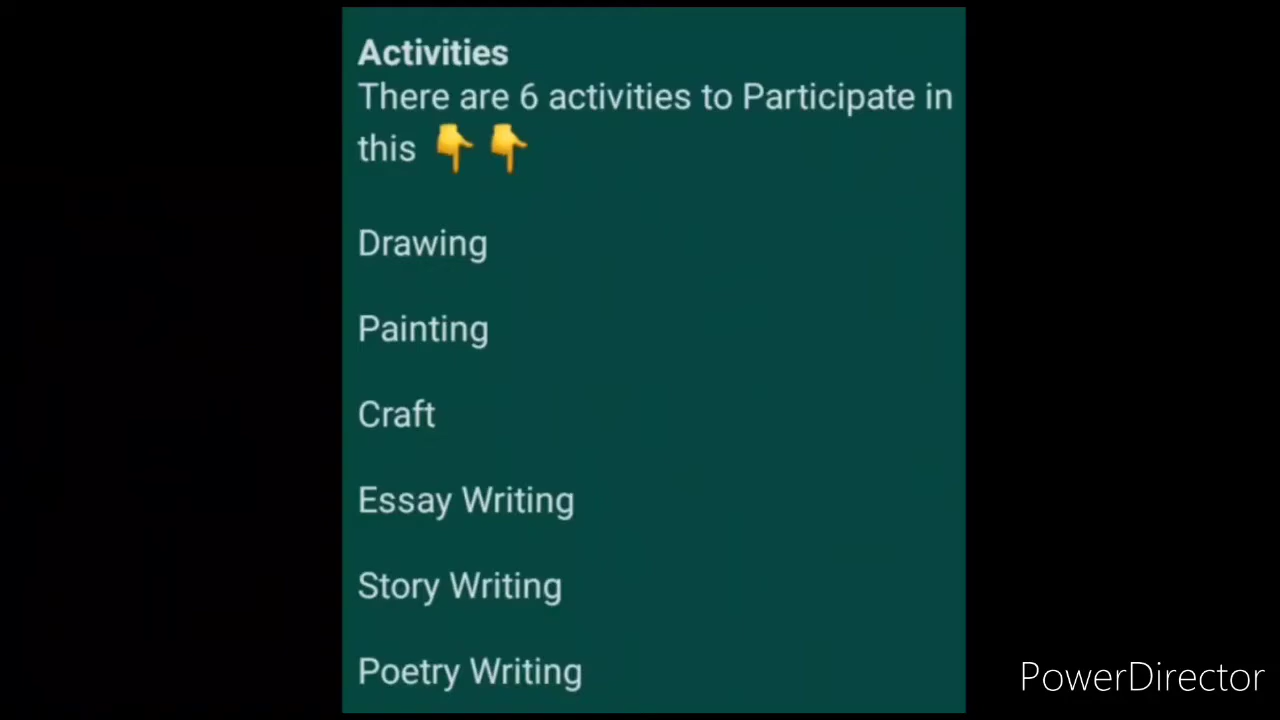 Activities
There are 6 activities to Participate in
this 👇 👇
Drawing
Painting
Craft
Essay Writing
Story Writing
Poetry Writing
PowerDirector